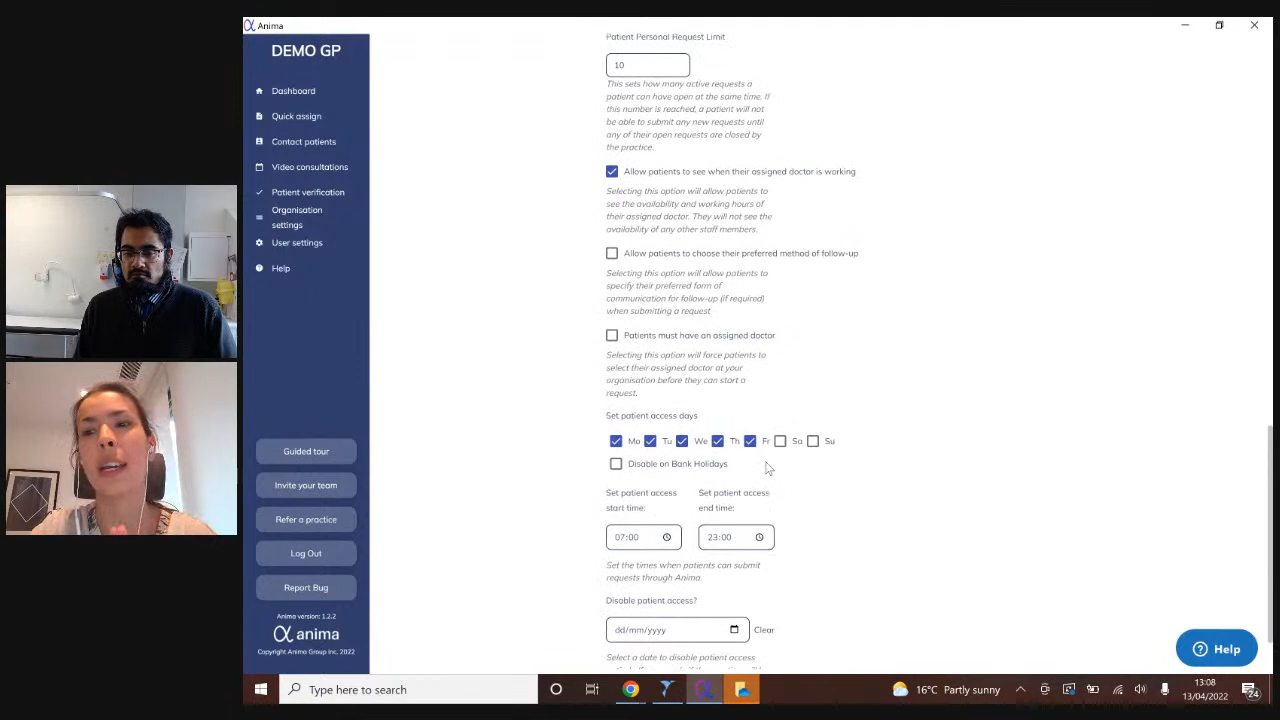 Anima
DEMO GP
Dashboard
Quick assign
Contact patients
Video consultations
Patient verification
Organisation
settings
User settings
Help
Guided tour
Invite your team
Refer a practice
Log Out
Report Bug
Anima version: 1.2.2
anima
Copyright Anima Group Inc, 2022
Patient Personal Request Limit
10
This sets how many active requests a
patient can have open at the same time. If
this number is reached, a patient will not
be able to submit any new requests until
any of their open requests are closed by
the practice.
Allow patients to see when their assigned doctor is working
Selecting this option will allow patients to
see the availability and working hours of
their assigned doctor. They will not see the
availability of any other staff members.
Allow patients to choose their preferred method of follow-up
Selecting this option will allow patients to
specify their preferred form of
communication for follow-up (if required)
when submitting a request
Patients must have an assigned doctor
Selecting this option will force patients to
select their assigned doctor at your
organisation before they can start a
request.
Set patient access days
Mo Tu We Th Fr Sa Su
Disable on Bank Holidays
Set patient access
start time:
Set patient access
end time:
07:00
23:00
Set the times when patients can submit
requests through Anima.
Disable patient access?
dd/mm/yyyy
Clear
Select a date to disable patient access
Help
Type here to search
16°C Partly sunny
13:08
13/04/2022
24